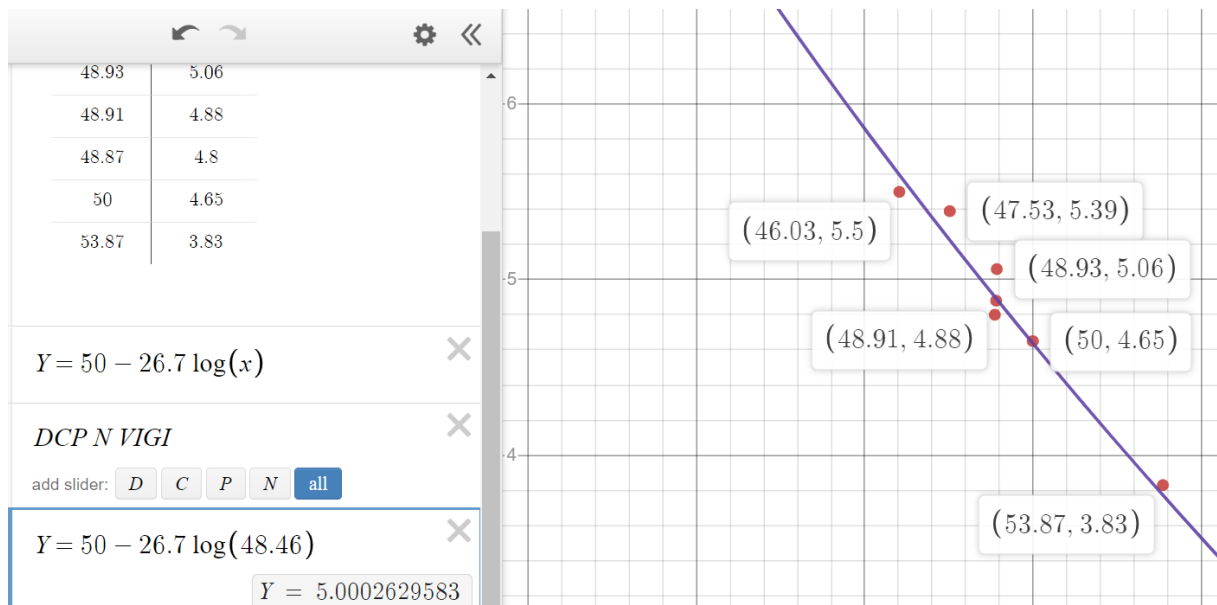 48.93 5.06
48.91 4.88
48.87 4.8
50 4.65
53.87 3.83
Y = 50 − 26.7 log(x)
DCP N VIGI
add slider: D C P N all
Y = 50 − 26.7 log(48.46)
Y = 5.0002629583
6
(47.53, 5.39)
(46.03, 5.5)
(48.93, 5.06)
5
(48.91, 4.88)
(50, 4.65)
4
(53.87, 3.83)